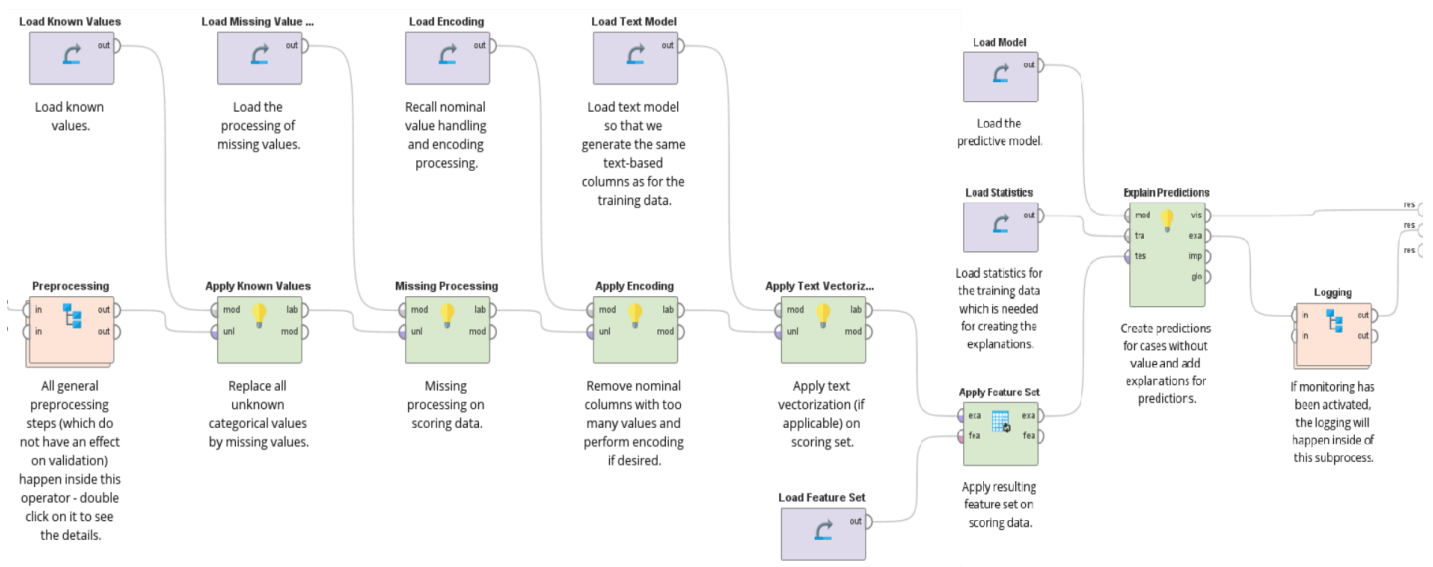 Load Known Values
out
Load known
values.
Load Missing Value ...
out
Load the
processing of
missing values.
Load Encoding
out
Recall nominal
value handling
and encoding
processing.
Load Text Model
out
Load text model
so that we
generate the same
text-based
columns as for the
training data.
Load Model
out
Load the
predictive model.
Load Statistics
out
Load statistics for
the training data
which is needed
for creating the
explanations.
Explain Predictions
mod vis
tra exa
tes imp
glo
Create predictions
for cases without
value and add
explanations for
predictions.
res
res
res
Preprocessing
in out
in out
All general
preprocessing
steps (which do
not have an effect
on validation)
happen inside this
operator - double
click on it to see
the details.
Apply Known Values
mod lab
unl mod
Replace all
unknown
categorical values
by missing values.
Missing Processing
mod lab
unl mod
Missing
processing on
scoring data.
Apply Encoding
mod lab
unl mod
Remove nominal
columns with too
many values and
perform encoding
if desired.
Apply Text Vectoriz...
mod lab
unl mod
Apply text
vectorization (if
applicable) on
scoring set.
Apply Feature Set
exa exa
fea fea
Apply resulting
feature set on
scoring data.
Load Feature Set
out
Logging
in out
in out
If monitoring has
been activated,
the logging will
happen inside of
this subprocess.